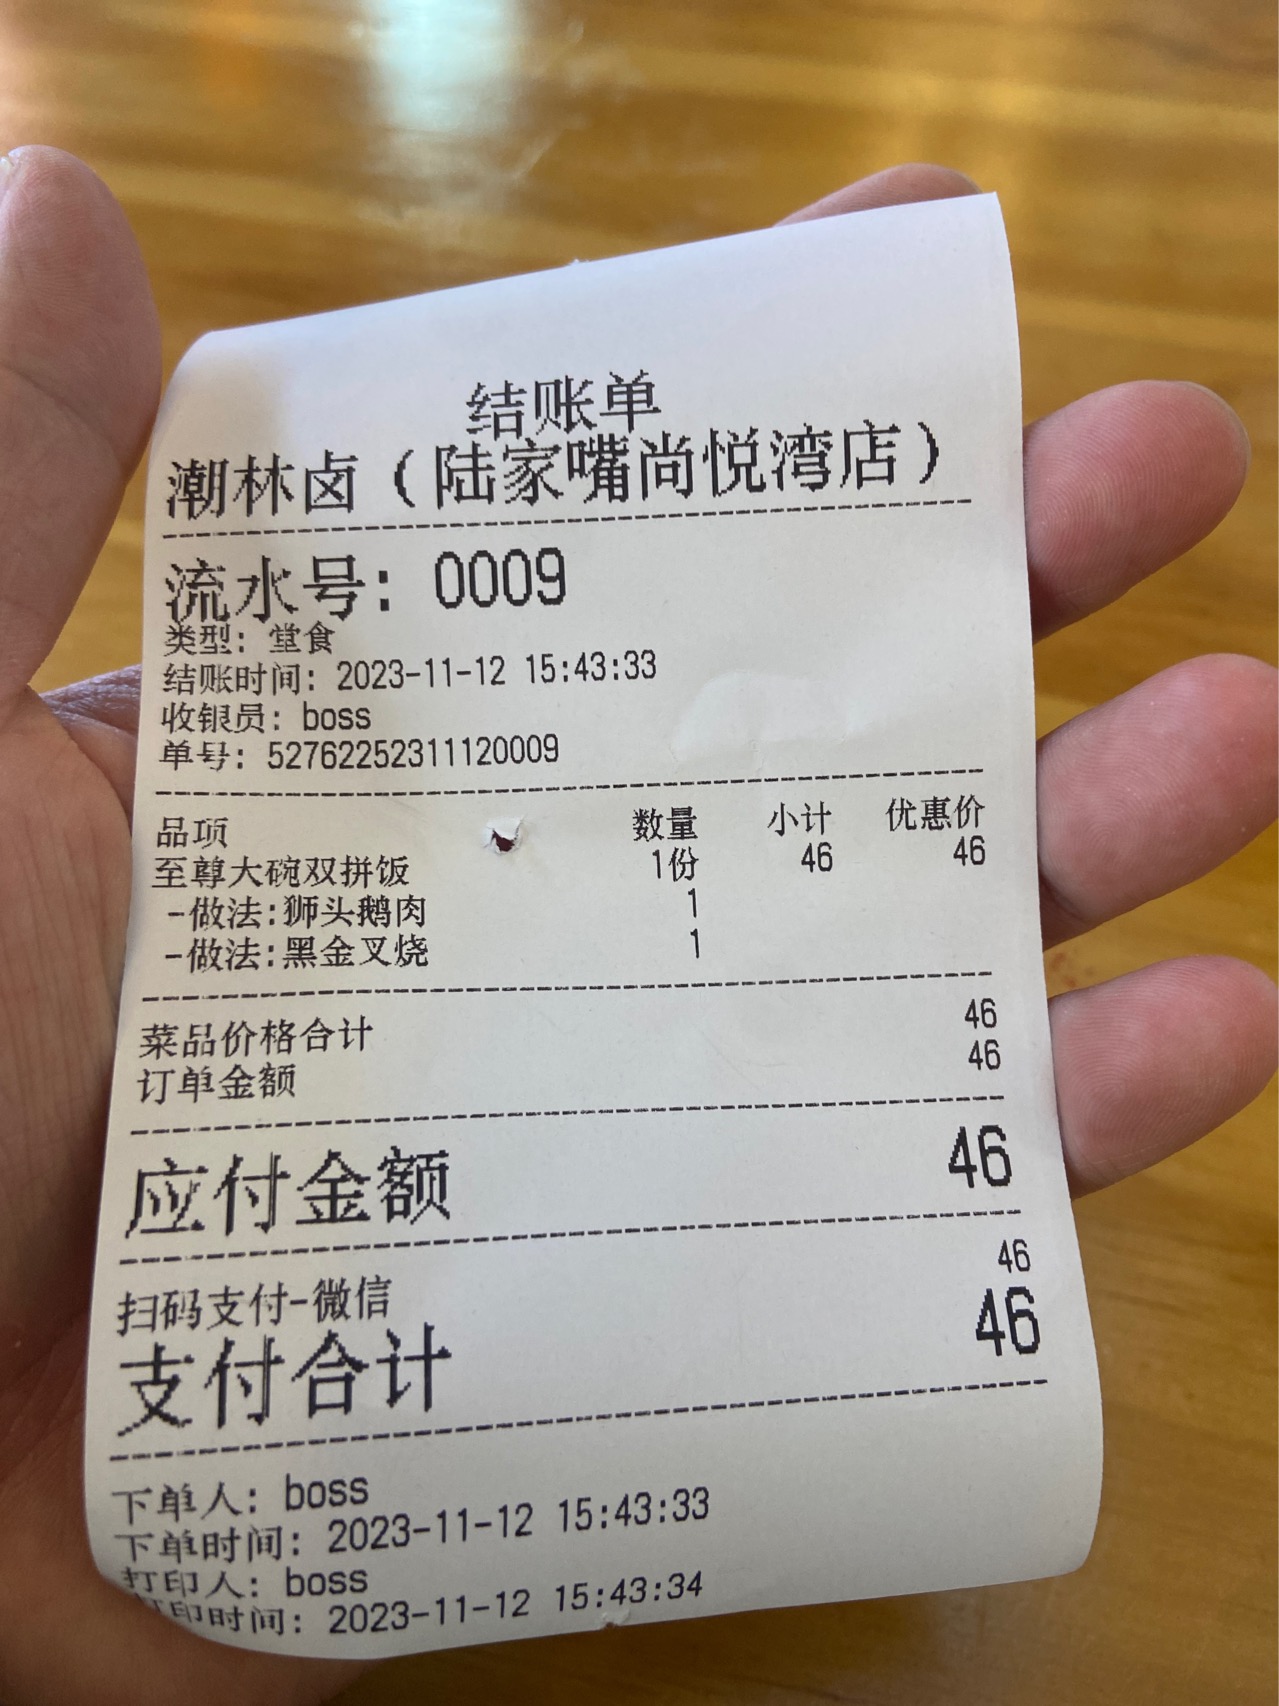 结账单
潮林卤（陆家嘴尚悦湾店）
流水号：0009
类型：堂食
结账时间：2023-11-12 15:43:33
收银员：boss
单号：52762252311120009
品项 数量 小计 优惠价
至尊大碗双拼饭 1份 46 46
-做法:狮头鹅肉 1
-做法:黑金叉烧 1
菜品价格合计 46
订单金额 46
应付金额 46
扫码支付-微信 46
支付合计 46
下单人：boss
下单时间：2023-11-12 15:43:33
打印人：boss
打印时间：2023-11-12 15:43:34